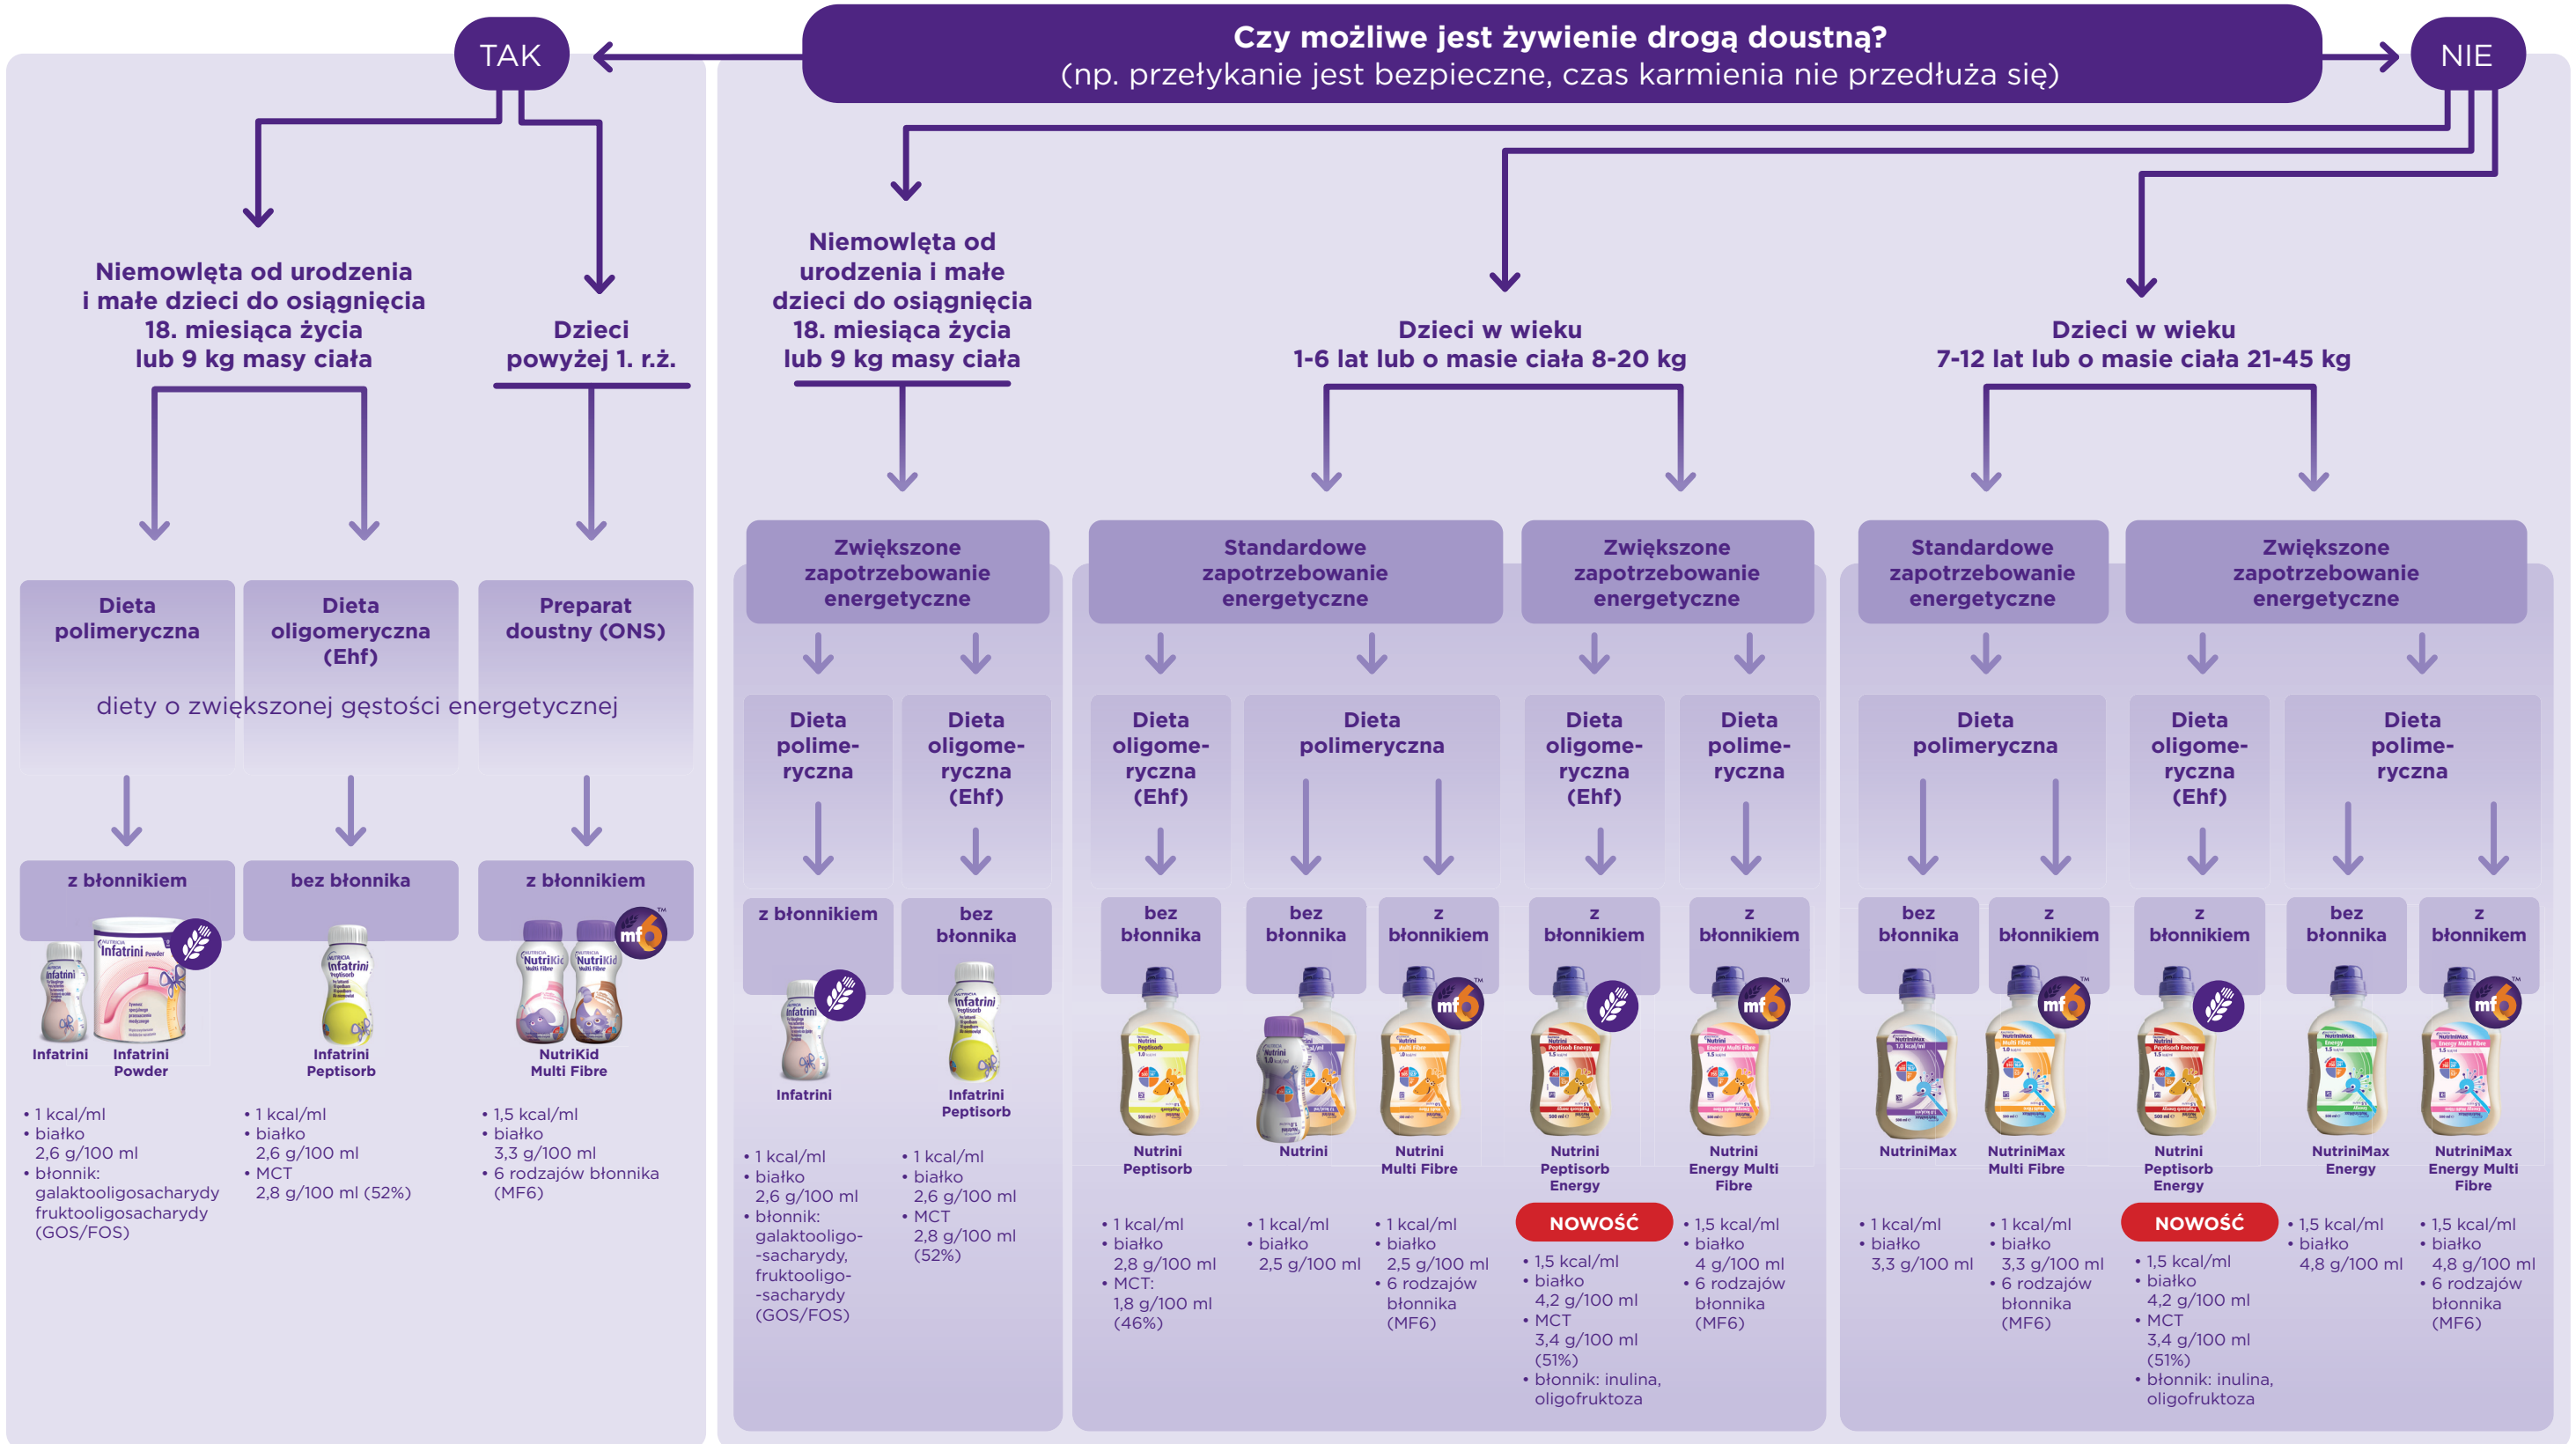 Czy możliwe jest żywienie drogą doustną?
(np. przełykanie jest bezpieczne, czas karmienia nie przedłuża się)
TAK
NIE
Niemowlęta od urodzenia
i małe dzieci do osiągnięcia
18. miesiąca życia
lub 9 kg masy ciała
Dzieci
powyżej 1. r.ż.
Niemowlęta od
urodzenia i małe
dzieci do osiągnięcia
18. miesiąca życia
lub 9 kg masy ciała
Dzieci w wieku
1-6 lat lub o masie ciała 8-20 kg
Dzieci w wieku
7-12 lat lub o masie ciała 21-45 kg
Dieta
polimeryczna
Dieta
oligomeryczna
(Ehf)
Preparat
doustny (ONS)
diety o zwiększonej gęstości energetycznej
z błonnikiem
bez błonnika
z błonnikiem
Infatrini
Infatrini
Powder
Infatrini
Peptisorb
NutriKid
Multi Fibre
mf6™
• 1 kcal/ml
• białko
2,6 g/100 ml
• błonnik:
galaktooligosacharydy
fruktooligosacharydy
(GOS/FOS)
• 1 kcal/ml
• białko
2,6 g/100 ml
• MCT
2,8 g/100 ml (52%)
• 1,5 kcal/ml
• białko
3,3 g/100 ml
• 6 rodzajów błonnika
(MF6)
Zwiększone
zapotrzebowanie
energetyczne
Dieta
polime-
ryczna
Dieta
oligome-
ryczna
(Ehf)
z błonnikiem
bez
błonnika
Infatrini
Infatrini
Peptisorb
• 1 kcal/ml
• białko
2,6 g/100 ml
• błonnik:
galaktooligo-
-sacharydy,
fruktooligo-
-sacharydy
(GOS/FOS)
• 1 kcal/ml
• białko
2,6 g/100 ml
• MCT
2,8 g/100 ml
(52%)
Standardowe
zapotrzebowanie
energetyczne
Zwiększone
zapotrzebowanie
energetyczne
Dieta
oligome-
ryczna
(Ehf)
Dieta
polimeryczna
Dieta
oligome-
ryczna
(Ehf)
Dieta
polime-
ryczna
bez
błonnika
bez
błonnika
z
błonnikiem
z
błonnikiem
z
błonnikiem
mf6™
mf6™
Nutrini
Peptisorb
Nutrini
Nutrini
Multi Fibre
Nutrini
Peptisorb
Energy
Nutrini
Energy Multi
Fibre
• 1 kcal/ml
• białko
2,8 g/100 ml
• MCT:
1,8 g/100 ml
(46%)
• 1 kcal/ml
• białko
2,5 g/100 ml
• 1 kcal/ml
• białko
2,5 g/100 ml
• 6 rodzajów
błonnika
(MF6)
NOWOŚĆ
• 1,5 kcal/ml
• białko
4,2 g/100 ml
• MCT
3,4 g/100 ml
(51%)
• błonnik: inulina,
oligofruktoza
• 1,5 kcal/ml
• białko
4 g/100 ml
• 6 rodzajów
błonnika
(MF6)
Standardowe
zapotrzebowanie
energetyczne
Zwiększone
zapotrzebowanie
energetyczne
Dieta
polimeryczna
Dieta
oligome-
ryczna
(Ehf)
Dieta
polime-
ryczna
bez
błonnika
z
błonnikiem
z
błonnikiem
bez
błonnika
z
błonnikem
mf6™
mf6™
NutriniMax
NutriniMax
Multi Fibre
Nutrini
Peptisorb
Energy
NutriniMax
Energy
NutriniMax
Energy Multi
Fibre
• 1 kcal/ml
• białko
3,3 g/100 ml
• 1 kcal/ml
• białko
3,3 g/100 ml
• 6 rodzajów
błonnika
(MF6)
NOWOŚĆ
• 1,5 kcal/ml
• białko
4,2 g/100 ml
• MCT
3,4 g/100 ml
(51%)
• błonnik: inulina,
oligofruktoza
• 1,5 kcal/ml
• białko
4,8 g/100 ml
• 1,5 kcal/ml
• białko
4,8 g/100 ml
• 6 rodzajów
błonnika
(MF6)